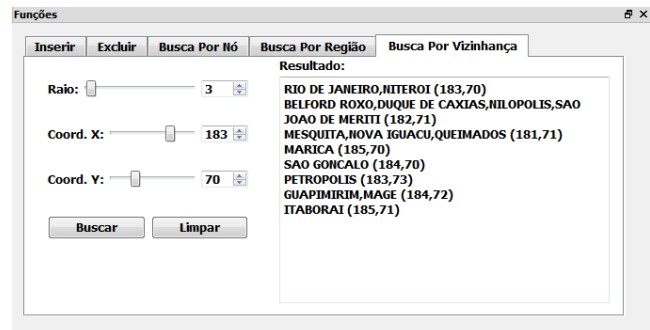 Funções
Inserir Excluir Busca Por Nó Busca Por Região Busca Por Vizinhança
Resultado:
Raio: 3
Coord. X: 183
Coord. Y: 70
Buscar Limpar
RIO DE JANEIRO,NITEROI (183,70)
BELFORD ROXO,DUQUE DE CAXIAS,NILOPOLIS,SAO
JOAO DE MERITI (182,71)
MESQUITA,NOVA IGUACU,QUEIMADOS (181,71)
MARICA (185,70)
SAO GONCALO (184,70)
PETROPOLIS (183,73)
GUAPIMIRIM,MAGE (184,72)
ITABORAI (185,71)